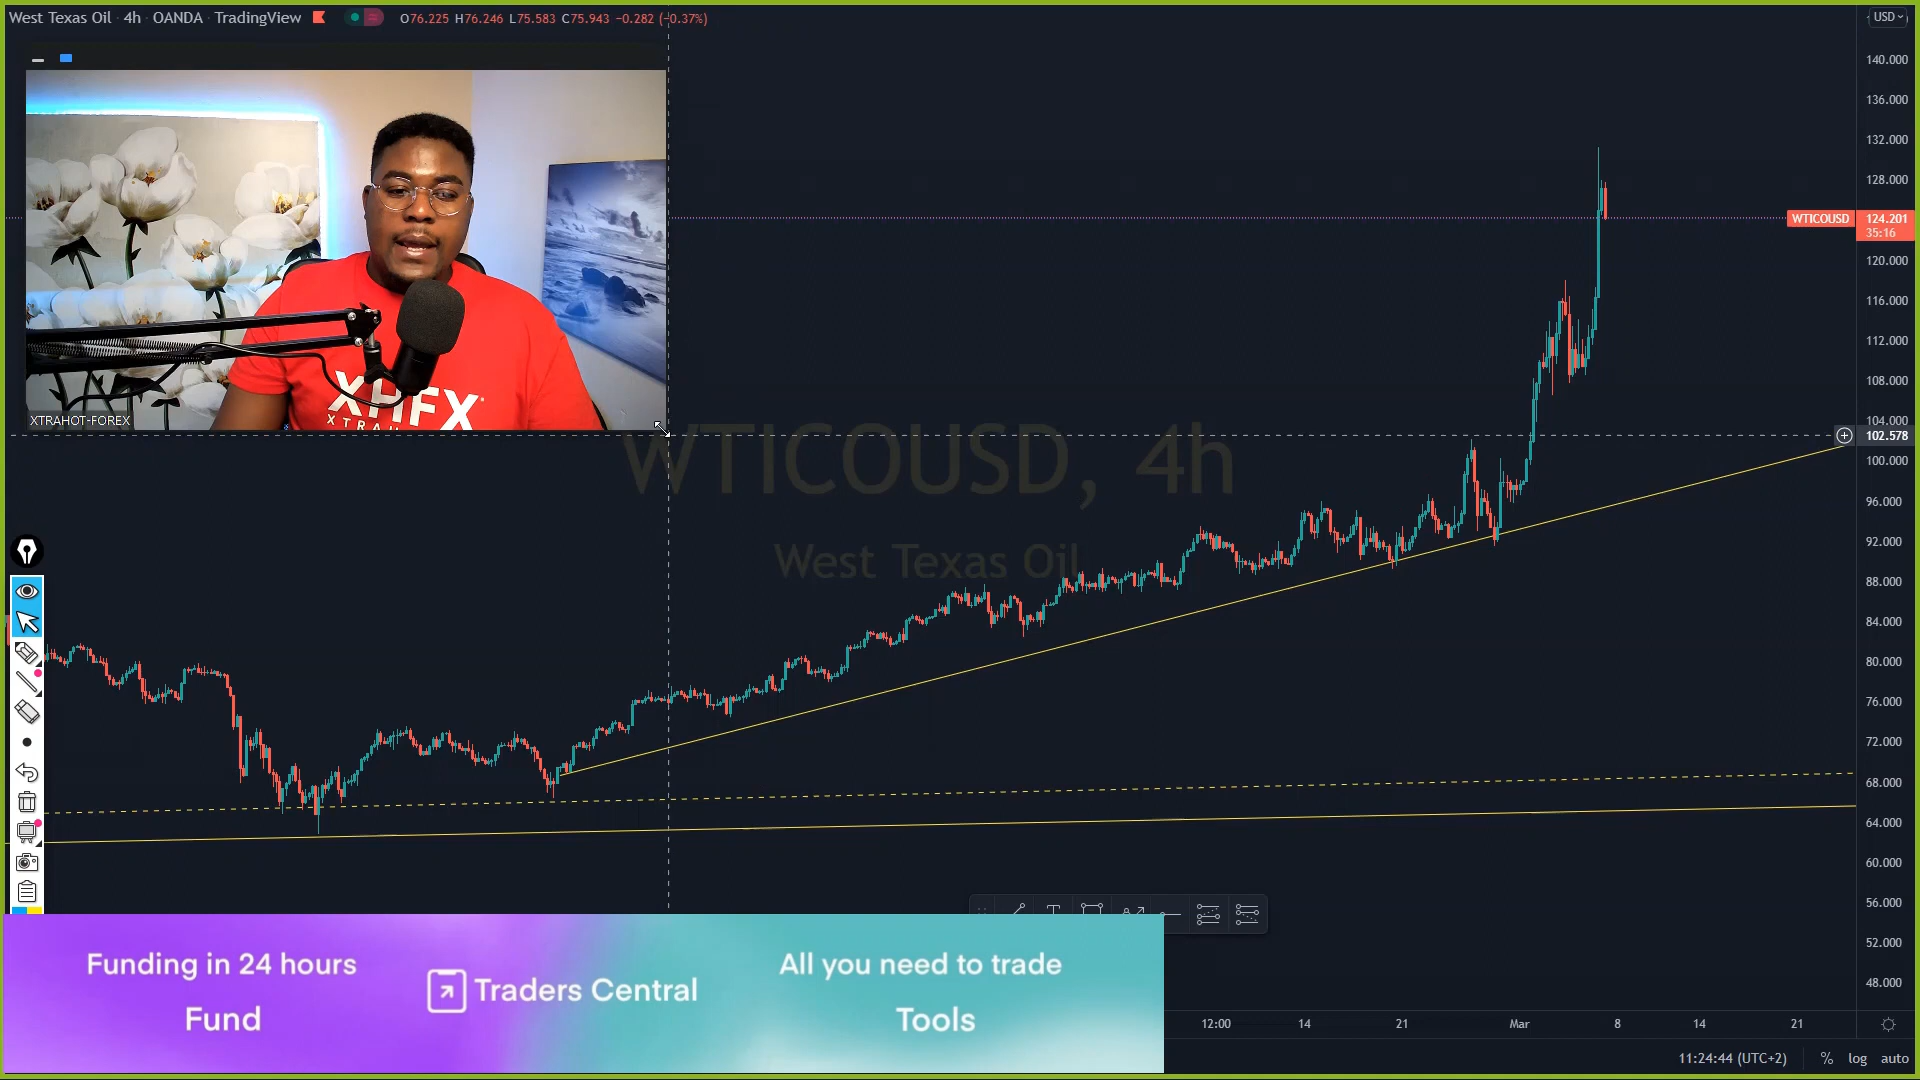 West Texas Oil · 4h · OANDA · TradingView
O76.225 H76.246 L75.583 C75.943 −0.282 (−0.37%)
USD
140.000
136.000
132.000
128.000
WTICOUSD 124.201
35:16
120.000
116.000
112.000
108.000
104.000
102.578
100.000
96.000
92.000
88.000
84.000
80.000
76.000
72.000
68.000
64.000
60.000
56.000
52.000
48.000
XHFX
XTRAHOT-FOREX
WTICOUSD, 4h
West Texas Oil
Funding in 24 hours
Fund
Traders Central
All you need to trade
Tools
12:00 14 21 Mar 8 14 21
11:24:44 (UTC+2) % log auto